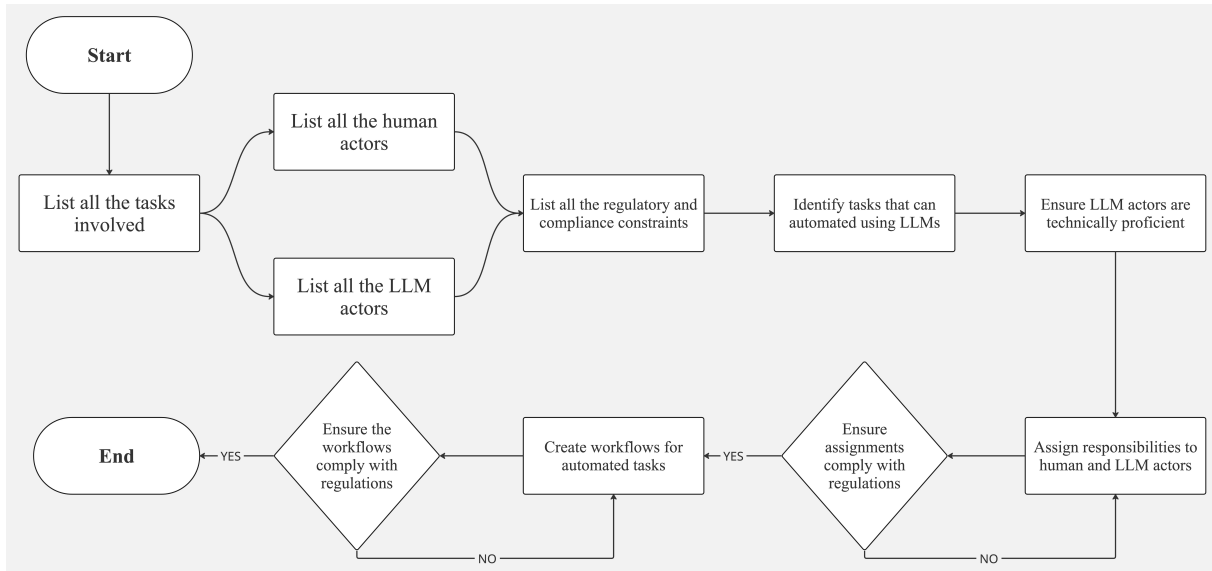 Start
List all the tasks
involved
List all the human
actors
List all the LLM
actors
List all the regulatory and
compliance constraints
Identify tasks that can
automated using LLMs
Ensure LLM actors are
technically proficient
Assign responsibilities to
human and LLM actors
Ensure
assignments
comply with
regulations
NO
YES
Create workflows for
automated tasks
Ensure the
workflows
comply with
regulations
NO
YES
End